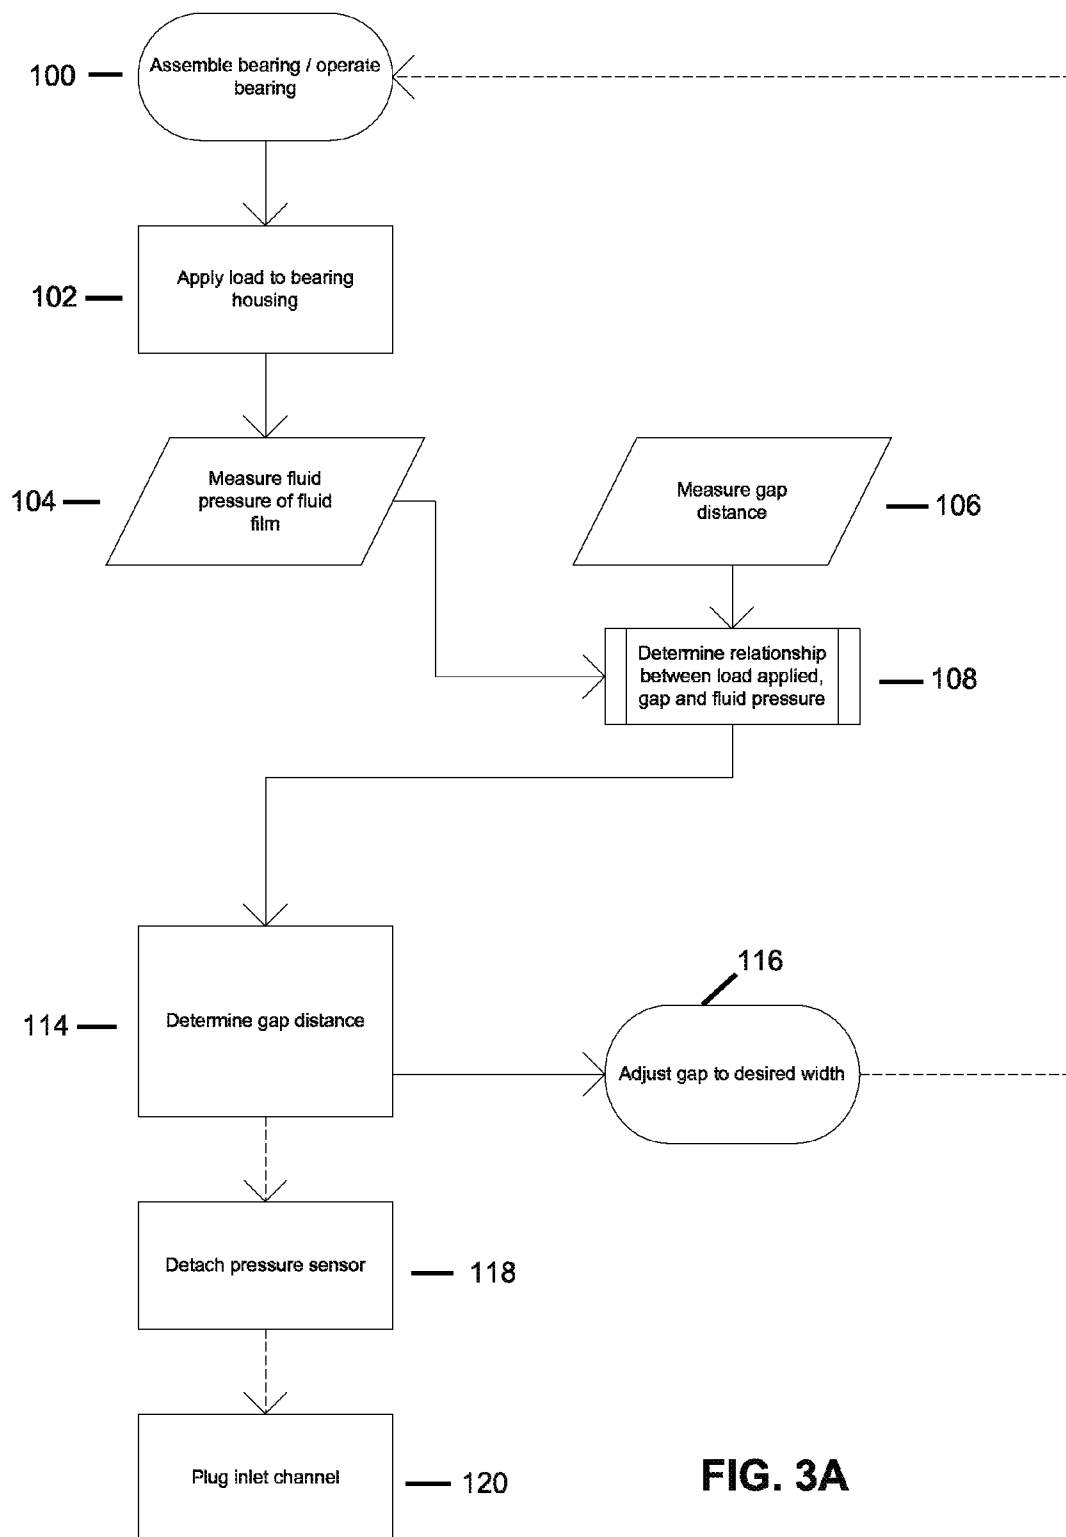 100
Assemble bearing / operate
bearing
102
Apply load to bearing
housing
104
Measure fluid
pressure of fluid
film
Measure gap
distance
106
Determine relationship
between load applied,
gap and fluid pressure
108
116
114
Determine gap distance
Adjust gap to desired width
Detach pressure sensor
118
Plug inlet channel
120
FIG. 3A